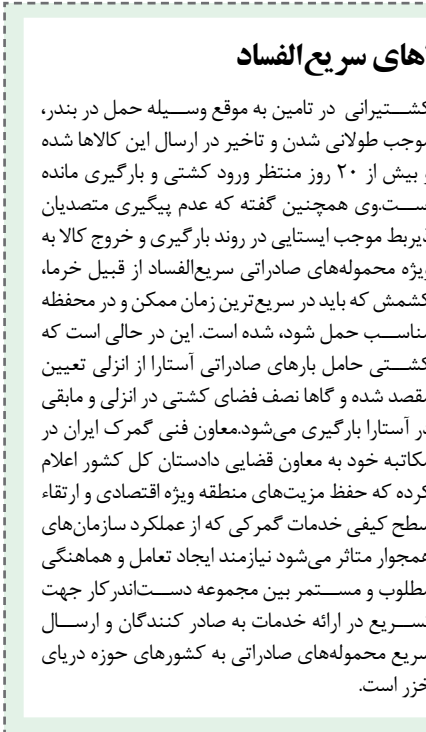 لاهای سریع‌الفساد
کشــتیرانی در تامین به موقع وســیله حمل در بندر،
موجب طولانی شدن و تاخیر در ارسال این کالاها شده
و بیش از ۲۰ روز منتظر ورود کشتی و بارگیری مانده
اســت.وی همچنین گفته که عدم پیگیری متصدیان
ذیربط موجب ایستایی در روند بارگیری و خروج کالا به
ویژه محموله‌های صادراتی سریع‌الفساد از قبیل خرما،
کشمش که باید در سریع‌ترین زمان ممکن و در محفظه
مناســب حمل شود، شده است. این در حالی است که
کشــتی حامل بارهای صادراتی آستارا از انزلی تعیین
مقصد شده و گاها نصف فضای کشتی در انزلی و مابقی
در آستارا بارگیری می‌شود.معاون فنی گمرک ایران در
مکاتبه خود به معاون قضایی دادستان کل کشور اعلام
کرده که حفظ مزیت‌های منطقه ویژه اقتصادی و ارتقاء
سطح کیفی خدمات گمرکی که از عملکرد سازمان‌های
همجوار متاثر می‌شود نیازمند ایجاد تعامل و هماهنگی
مطلوب و مســتمر بین مجموعه دســت‌اندرکار جهت
تســریع در ارائه خدمات به صادر کنندگان و ارســال
سریع محموله‌های صادراتی به کشورهای حوزه دریای
خزر است.